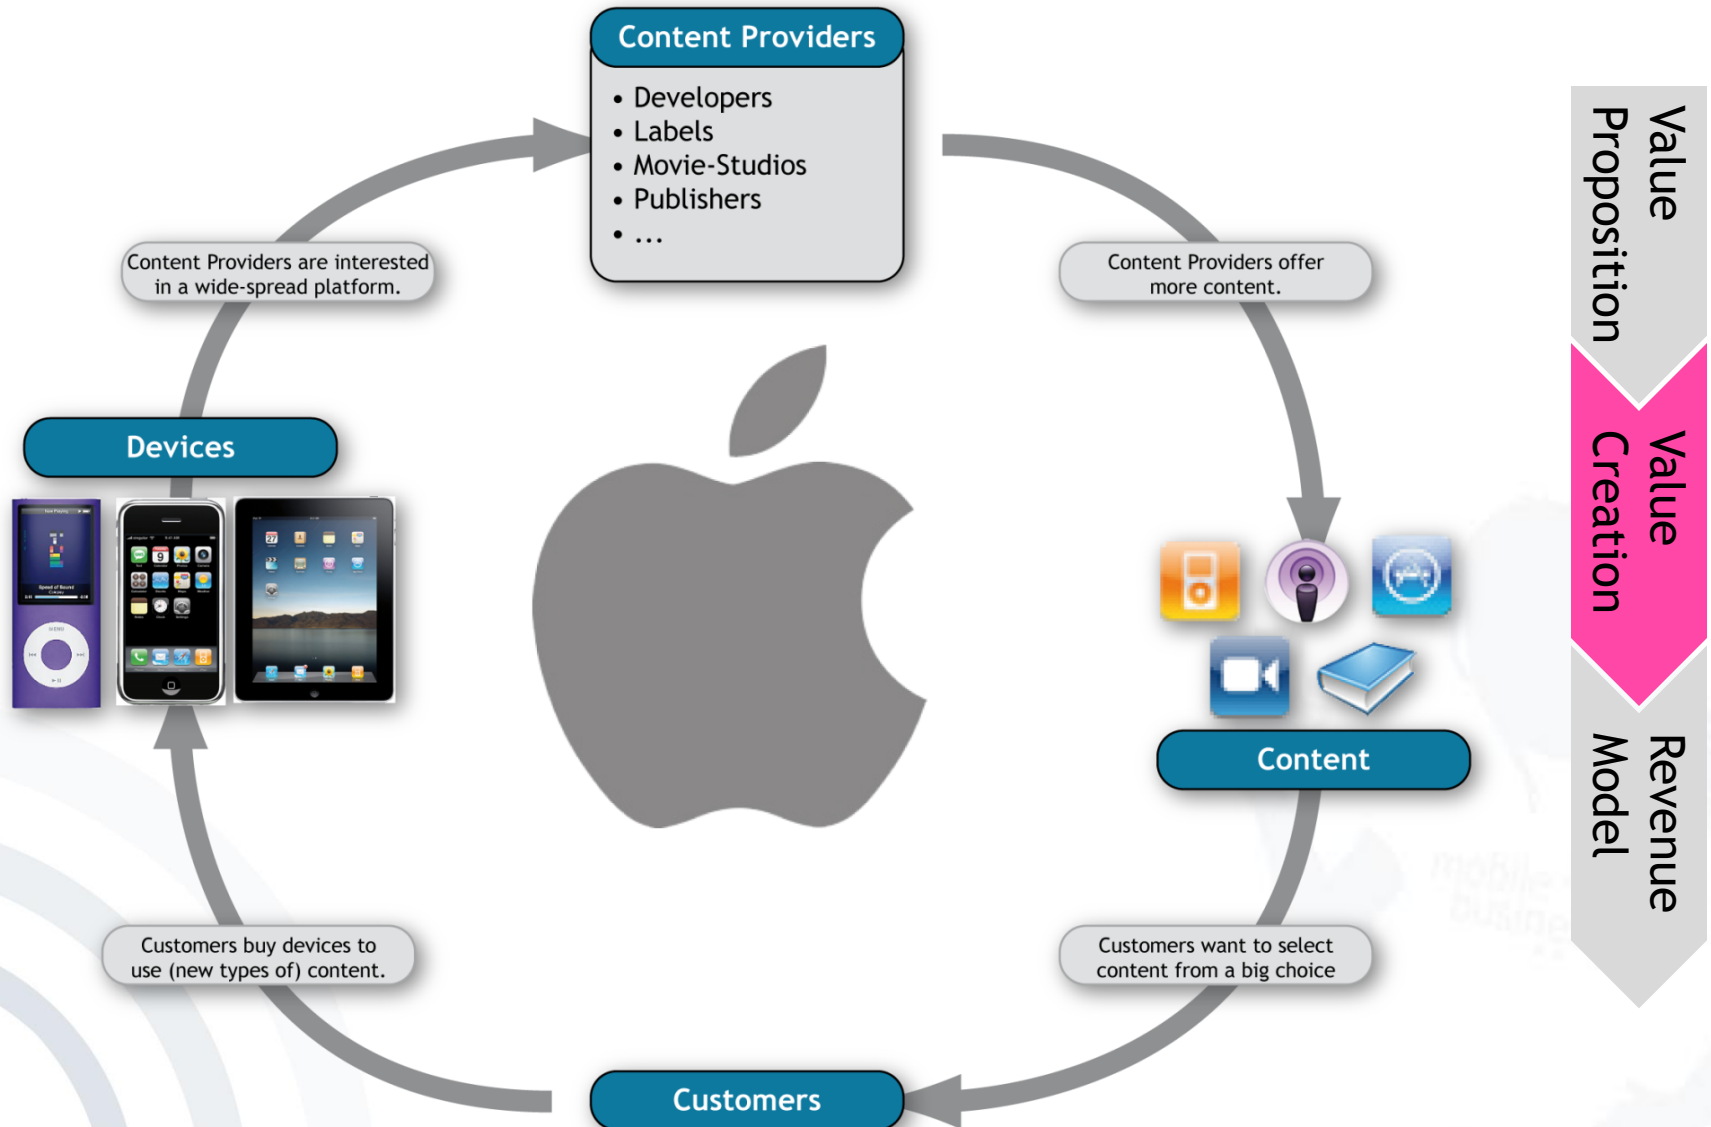 Content Providers
• Developers
• Labels
• Movie-Studios
• Publishers
• ...
Content Providers are interested
in a wide-spread platform.
Content Providers offer
more content.
Devices
Content
Customers buy devices to
use (new types of) content.
Customers want to select
content from a big choice
Customers
Value
Proposition
Value
Creation
Revenue
Model
MENU